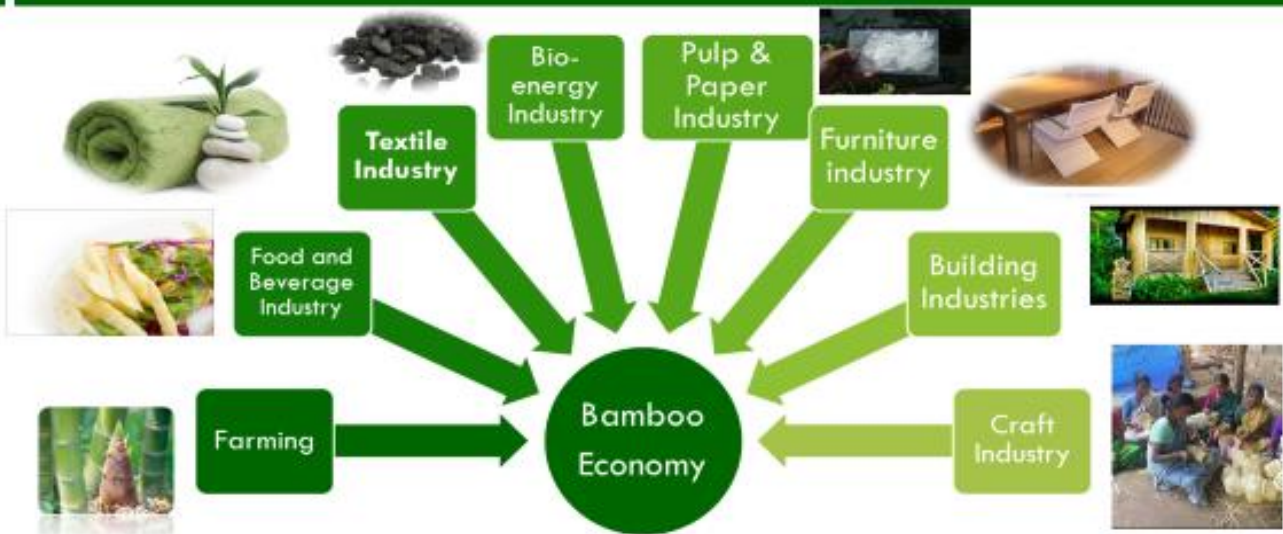 Bio-
energy
Industry
Pulp &
Paper
Industry
Textile
Industry
Furniture
industry
Food and
Beverage
Industry
Building
Industries
Farming
Bamboo
Economy
Craft
Industry